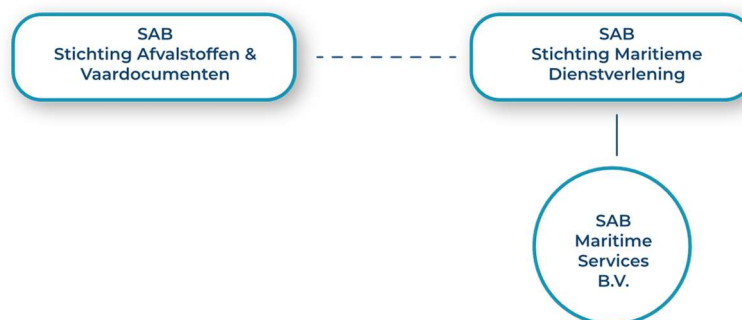 SAB
Stichting Afvalstoffen &
Vaardocumenten
SAB
Stichting Maritieme
Dienstverlening
SAB
Maritime
Services
B.V.